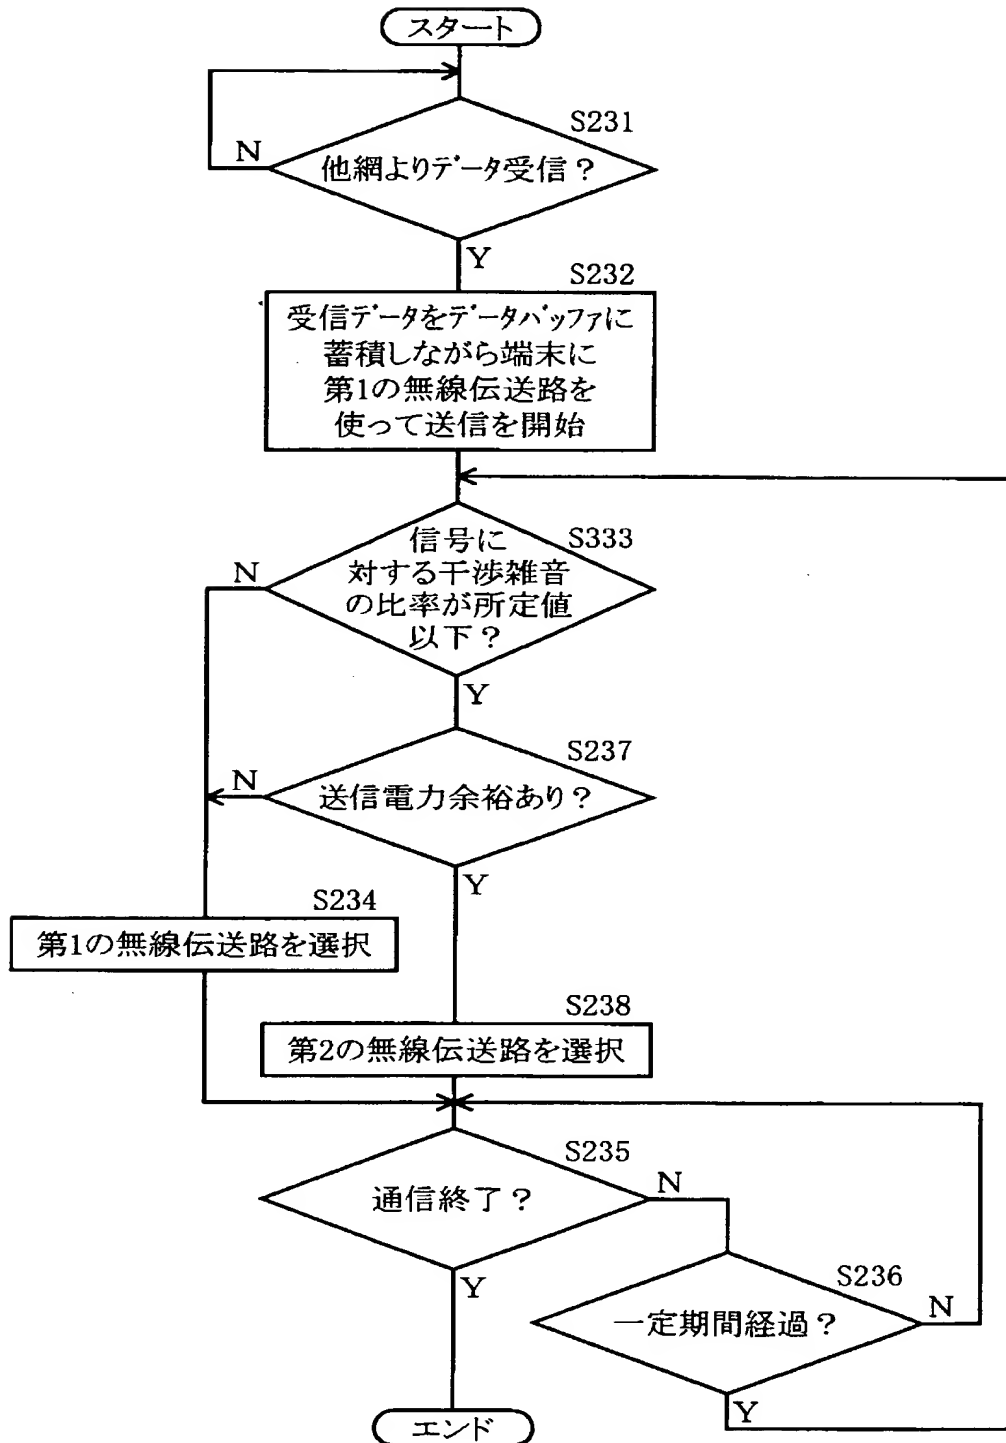 スタート
S231
N
他網よりデータ受信？
Y
S232
受信データをデータバッファに
蓄積しながら端末に
第1の無線伝送路を
使って送信を開始
S333
N
信号に
対する干渉雑音
の比率が所定値
以下？
Y
S237
N
送信電力余裕あり？
Y
S234
第1の無線伝送路を選択
S238
第2の無線伝送路を選択
S235
通信終了？
N
Y
S236
一定期間経過？
N
Y
エンド